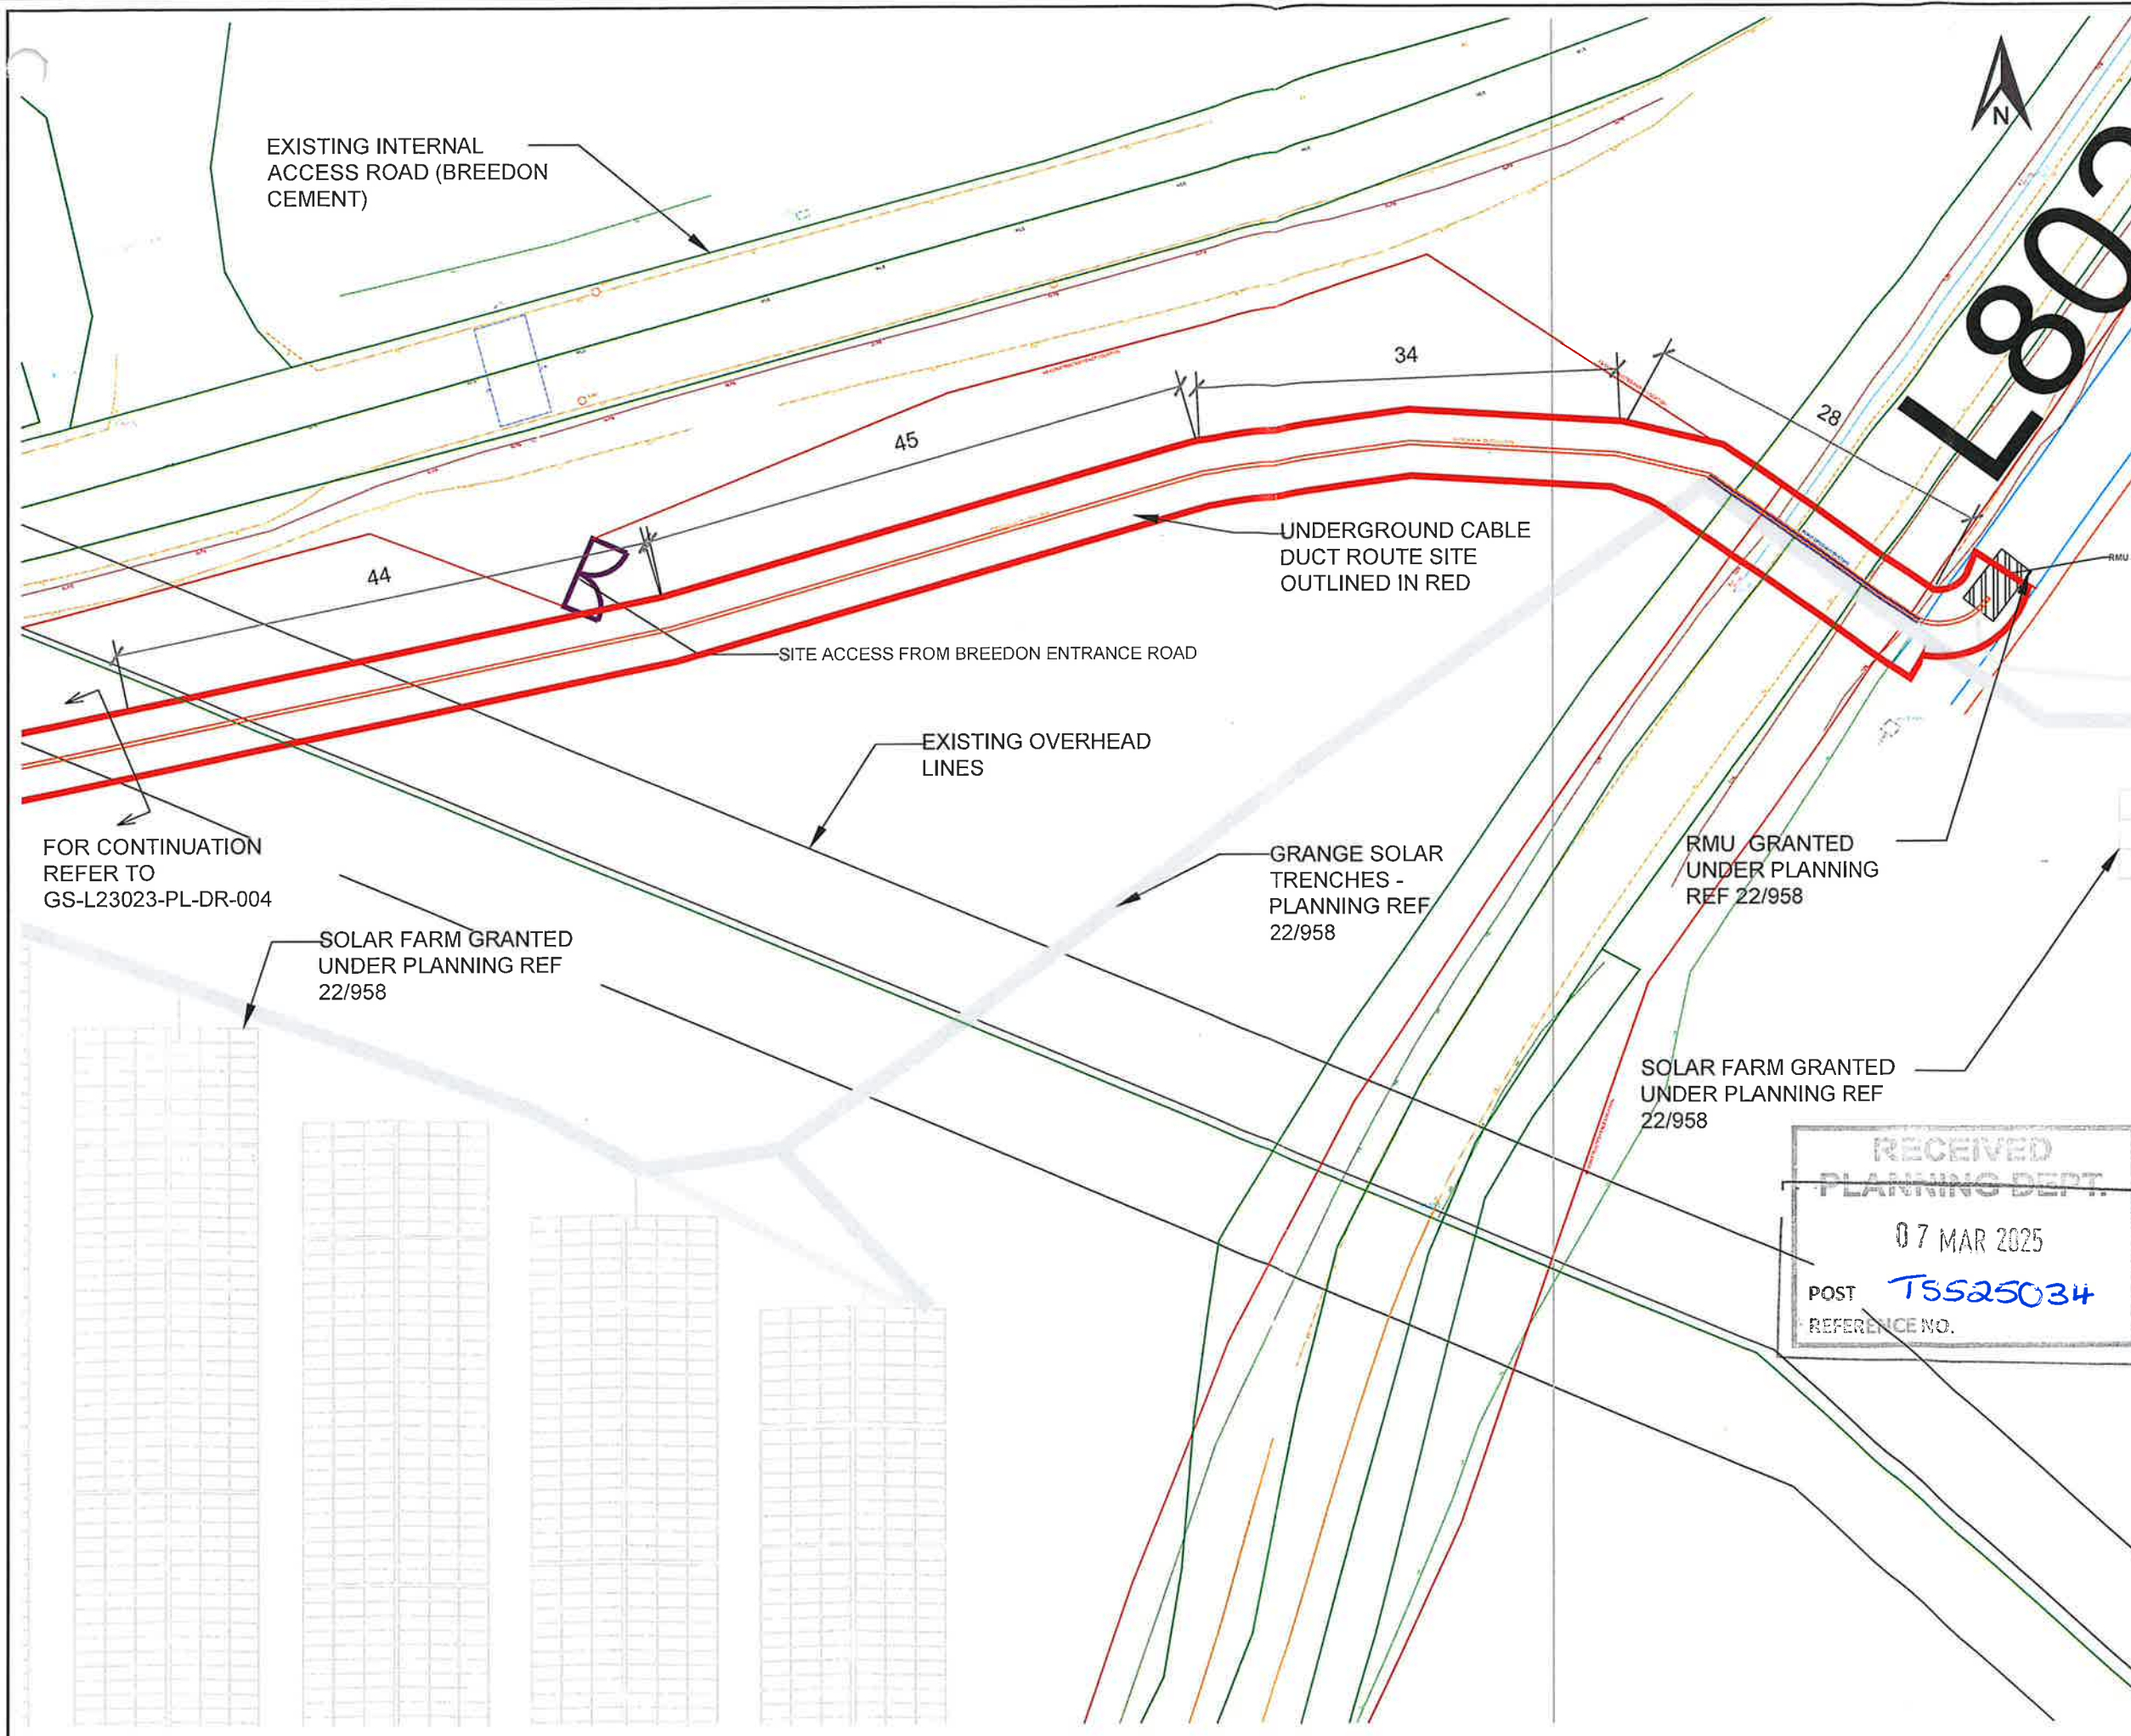 EXISTING INTERNAL
ACCESS ROAD (BREEDON
CEMENT)
N
L802
34
28
45
44
UNDERGROUND CABLE
DUCT ROUTE SITE
OUTLINED IN RED
RMU
SITE ACCESS FROM BREEDON ENTRANCE ROAD
EXISTING OVERHEAD
LINES
FOR CONTINUATION
REFER TO
GS-L23023-PL-DR-004
GRANGE SOLAR
TRENCHES -
PLANNING REF
22/958
RMU GRANTED
UNDER PLANNING
REF 22/958
SOLAR FARM GRANTED
UNDER PLANNING REF
22/958
SOLAR FARM GRANTED
UNDER PLANNING REF
22/958
RECEIVED
PLANNING DEPT.
07 MAR 2025
POST TSS25034
REFERENCE NO.